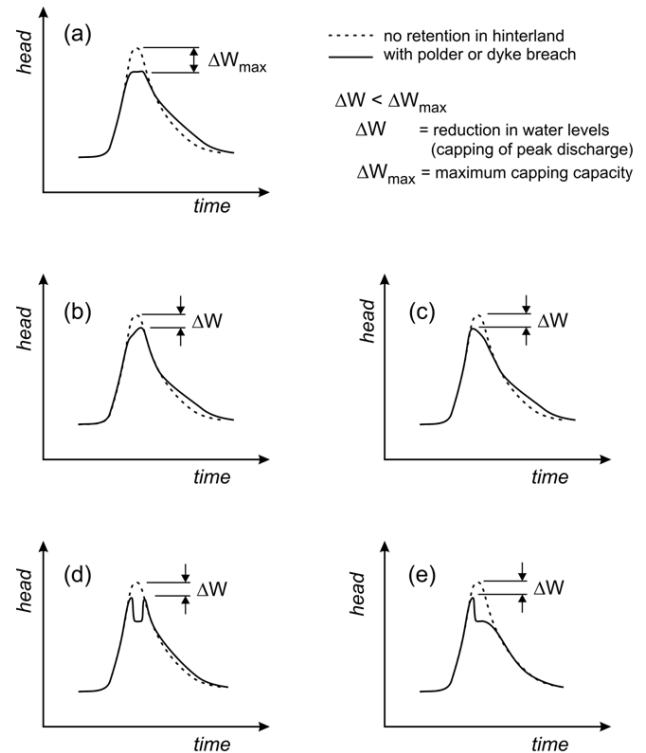 (a)
head
ΔWmax
time
no retention in hinterland
with polder or dyke breach
ΔW < ΔWmax
ΔW = reduction in water levels
(capping of peak discharge)
ΔWmax = maximum capping capacity
(b)
head
ΔW
time
(c)
head
ΔW
time
(d)
head
ΔW
time
(e)
head
ΔW
time